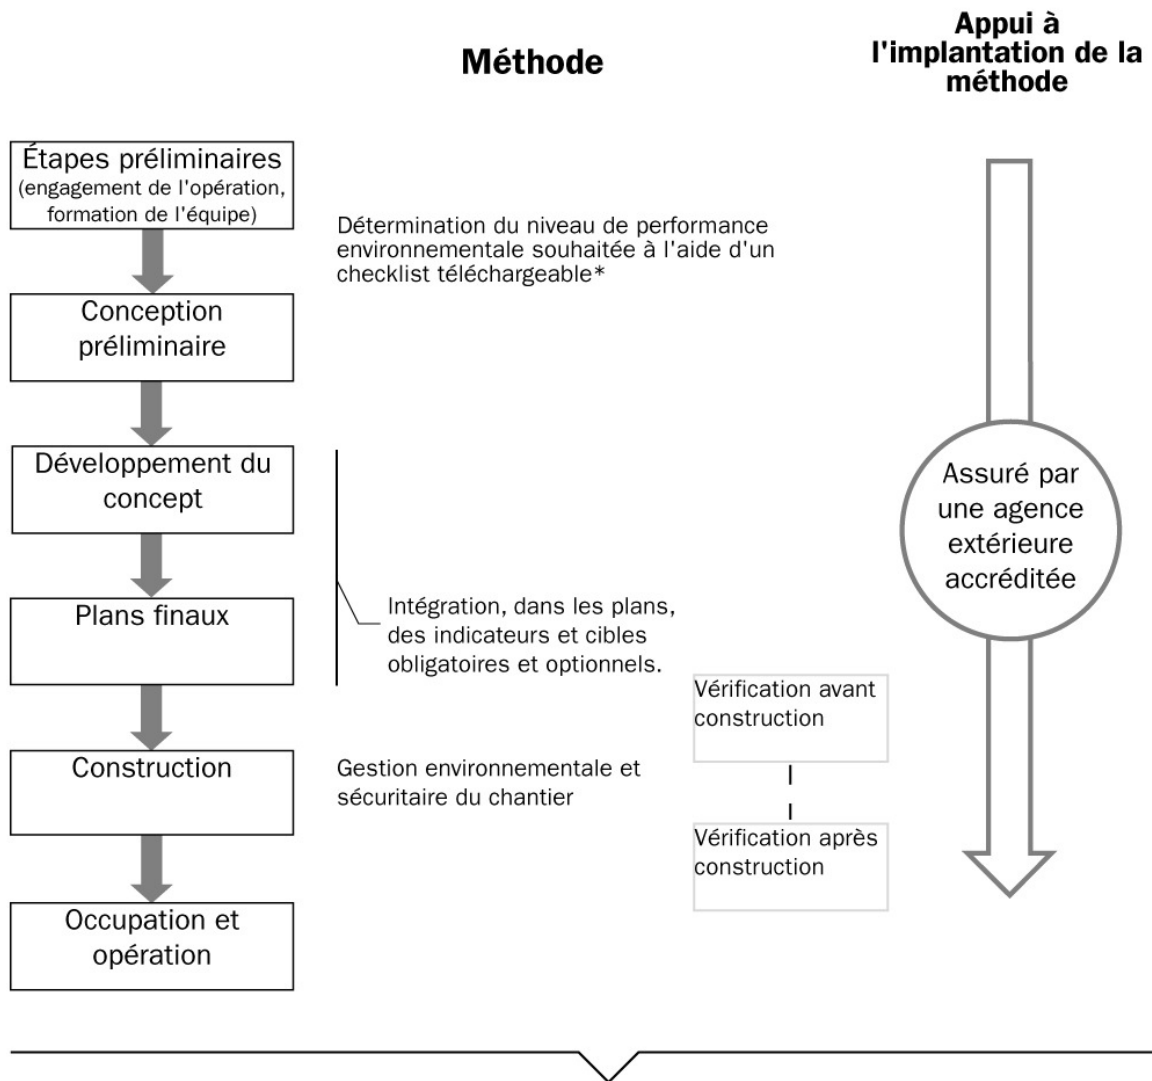 Méthode
Appui à
l'implantation de la
méthode
Étapes préliminaires
(engagement de l'opération,
formation de l'équipe)
Détermination du niveau de performance
environnementale souhaitée à l'aide d'un
checklist téléchargeable*
Conception
préliminaire
Développement du
concept
Plans finaux
Intégration, dans les plans,
des indicateurs et cibles
obligatoires et optionnels.
Assuré par
une agence
extérieure
accréditée
Vérification avant
construction
Construction
Gestion environnementale et
sécuritaire du chantier
Vérification après
construction
Occupation et
opération